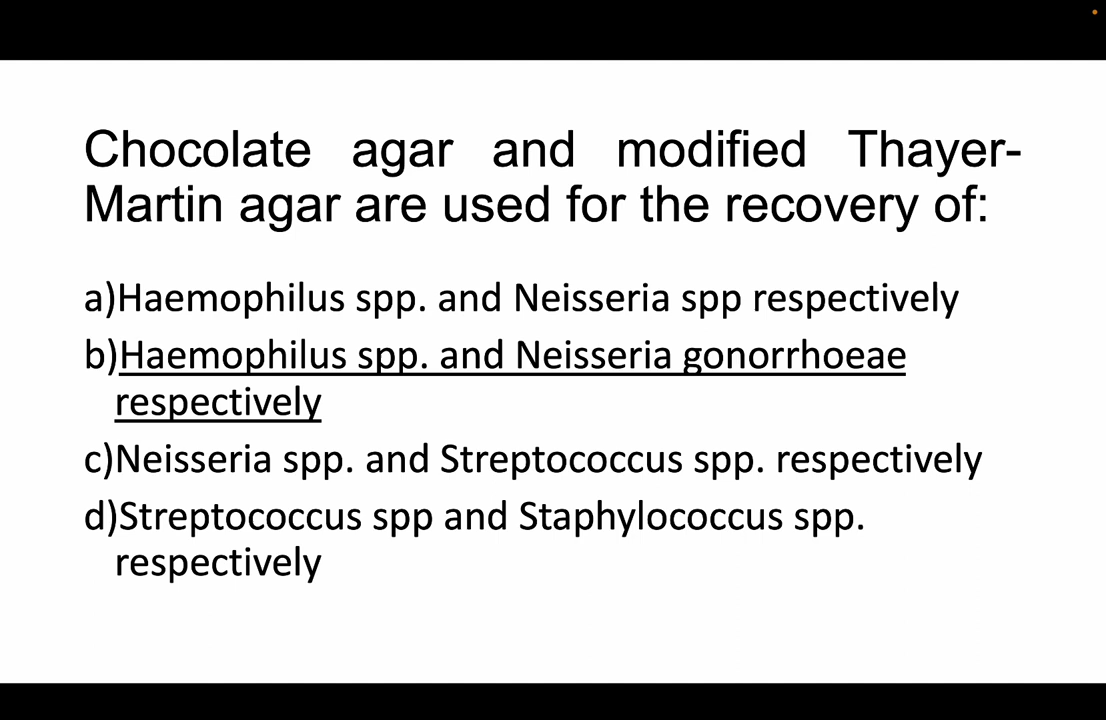 Chocolate agar and modified Thayer-
Martin agar are used for the recovery of:
a)Haemophilus spp. and Neisseria spp respectively
b)Haemophilus spp. and Neisseria gonorrhoeae
respectively
c)Neisseria spp. and Streptococcus spp. respectively
d)Streptococcus spp and Staphylococcus spp.
respectively